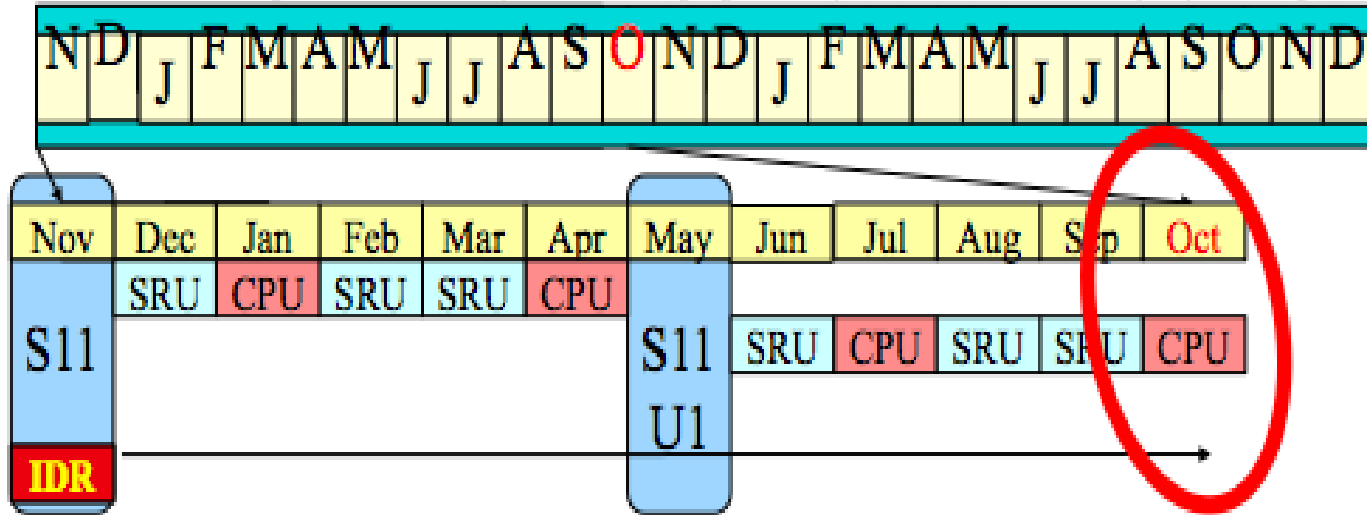 N D J F M A M J J A S O N D J F M A M J J A S O N D
Nov Dec Jan Feb Mar Apr May Jun Jul Aug Sep Oct
SRU CPU SRU SRU CPU
S11 S11 SRU CPU SRU SRU CPU
U1
IDR